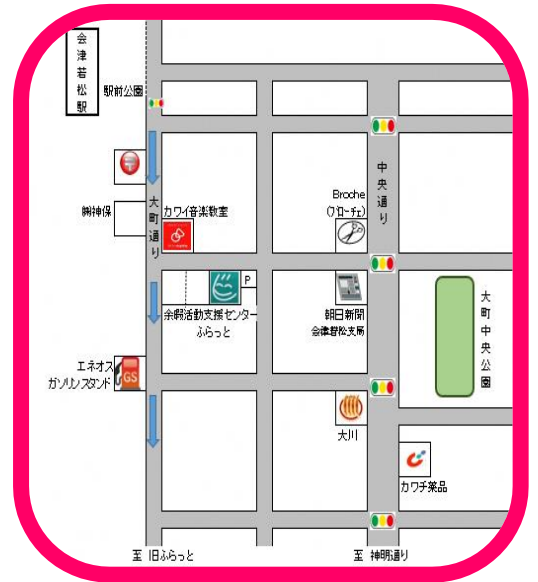 会津若松駅
駅前公園
㈱神保
大町通り
カワイ音楽教室
Broche
(ブローチェ)
中央通り
P
余暇活動支援センター
ふらっと
朝日新聞
会津若松支局
大町中央公園
エネオス
ガソリンスタンド
GS
大川
カワチ薬品
至 旧ふらっと
至 神明通り